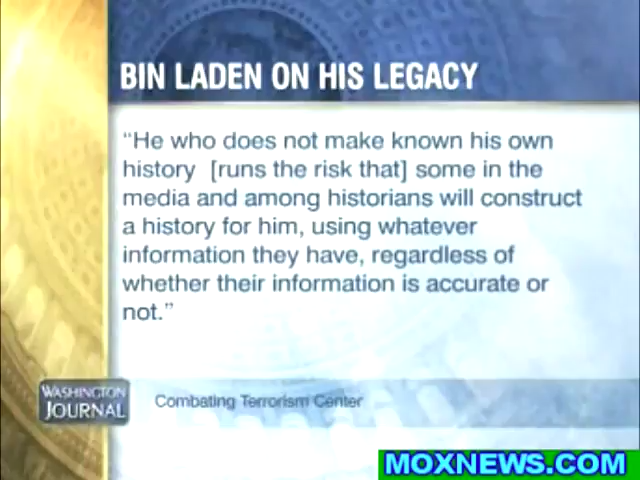 BIN LADEN ON HIS LEGACY
“He who does not make known his own
history [runs the risk that] some in the
media and among historians will construct
a history for him, using whatever
information they have, regardless of
whether their information is accurate or
not.”
WASHINGTON
JOURNAL
Combating Terrorism Center
MOXNEWS.COM